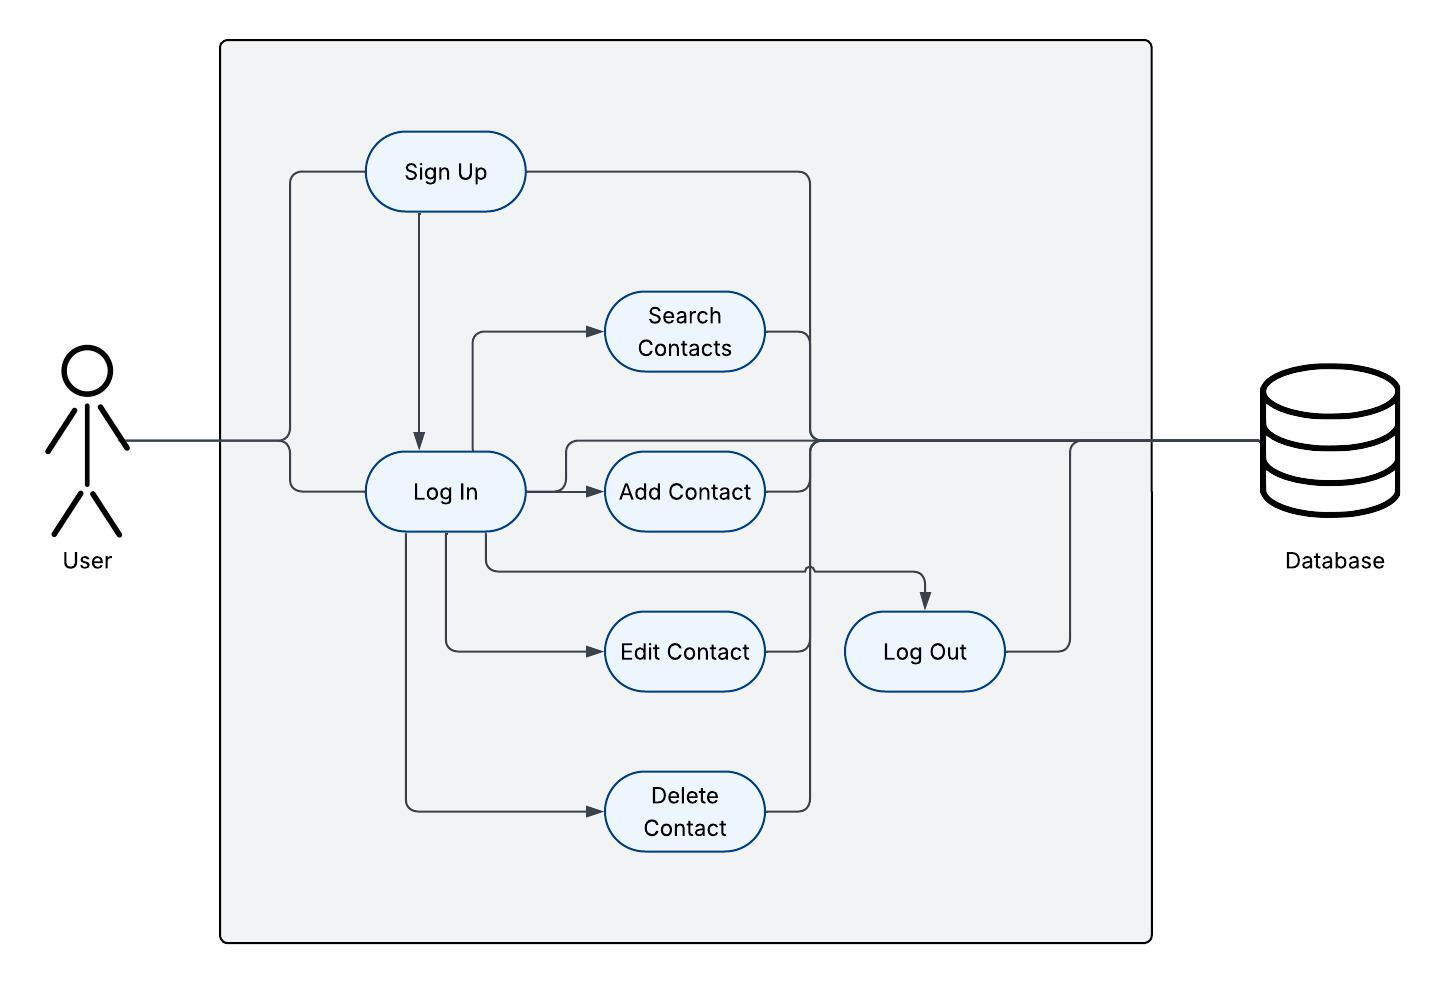 Sign Up
Search
Contacts
Log In
Add Contact
User
Database
Edit Contact
Log Out
Delete
Contact